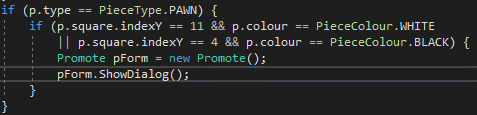 if (p.type == PieceType.PAWN) {
if (p.square.indexY == 11 && p.colour == PieceColour.WHITE
|| p.square.indexY == 4 && p.colour == PieceColour.BLACK) {
Promote pForm = new Promote();
pForm.ShowDialog();
}
}